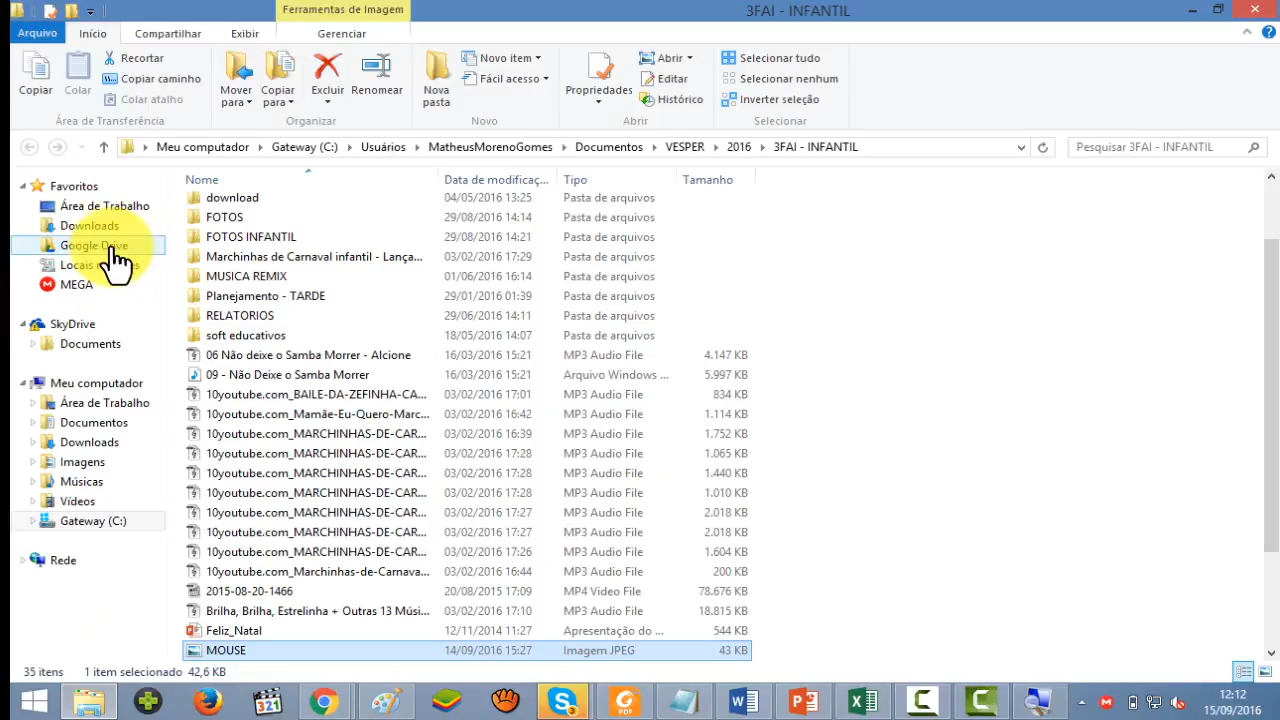 Ferramentas de Imagem
3FAI - INFANTIL
Arquivo Início Compartilhar Exibir Gerenciar
Copiar
Colar
Recortar
Copiar caminho
Colar atalho
Área de Transferência
Mover para
Copiar para
Excluir
Renomear
Organizar
Nova pasta
Novo item
Fácil acesso
Novo
Propriedades
Abrir
Editar
Histórico
Abrir
Selecionar tudo
Selecionar nenhum
Inverter seleção
Selecionar
Meu computador Gateway (C:) Usuários MatheusMorenoGomes Documentos VESPER 2016 3FAI - INFANTIL
Pesquisar 3FAI - INFANTIL
Favoritos
Área de Trabalho
Downloads
Google Drive
Locais
MEGA
SkyDrive
Documents
Meu computador
Área de Trabalho
Documentos
Downloads
Imagens
Músicas
Vídeos
Gateway (C:)
Rede
Nome Data de modificaç... Tipo Tamanho
download 04/05/2016 13:25 Pasta de arquivos
FOTOS 29/08/2016 14:14 Pasta de arquivos
FOTOS INFANTIL 29/08/2016 14:21 Pasta de arquivos
Marchinhas de Carnaval infantil - Lança... 03/02/2016 17:29 Pasta de arquivos
MUSICA REMIX 01/06/2016 16:14 Pasta de arquivos
Planejamento - TARDE 29/01/2016 01:39 Pasta de arquivos
RELATORIOS 29/06/2016 14:11 Pasta de arquivos
soft educativos 18/05/2016 14:07 Pasta de arquivos
06 Não deixe o Samba Morrer - Alcione 16/03/2016 15:21 MP3 Audio File 4.147 KB
09 - Não Deixe o Samba Morrer 16/03/2016 15:21 Arquivo Windows ... 5.997 KB
10youtube.com_BAILE-DA-ZEFINHA-CA... 03/02/2016 17:01 MP3 Audio File 834 KB
10youtube.com_Mamãe-Eu-Quero-Marc... 03/02/2016 16:42 MP3 Audio File 1.114 KB
10youtube.com_MARCHINHAS-DE-CAR... 03/02/2016 16:39 MP3 Audio File 1.752 KB
10youtube.com_MARCHINHAS-DE-CAR... 03/02/2016 17:28 MP3 Audio File 1.065 KB
10youtube.com_MARCHINHAS-DE-CAR... 03/02/2016 17:28 MP3 Audio File 1.440 KB
10youtube.com_MARCHINHAS-DE-CAR... 03/02/2016 17:28 MP3 Audio File 1.010 KB
10youtube.com_MARCHINHAS-DE-CAR... 03/02/2016 17:27 MP3 Audio File 2.018 KB
10youtube.com_MARCHINHAS-DE-CAR... 03/02/2016 17:27 MP3 Audio File 2.018 KB
10youtube.com_MARCHINHAS-DE-CAR... 03/02/2016 17:26 MP3 Audio File 1.604 KB
10youtube.com_Marchinhas-de-Carnava... 03/02/2016 16:44 MP3 Audio File 200 KB
2015-08-20-1466 20/08/2015 17:09 MP4 Video File 78.676 KB
Brilha, Brilha, Estrelinha + Outras 13 Músi... 03/02/2016 17:10 MP3 Audio File 18.815 KB
Feliz_Natal 12/11/2014 11:27 Apresentação do ... 544 KB
MOUSE 14/09/2016 15:27 Imagem JPEG 43 KB
35 itens 1 item selecionado 42,6 KB
321
PDF
12:12
15/09/2016